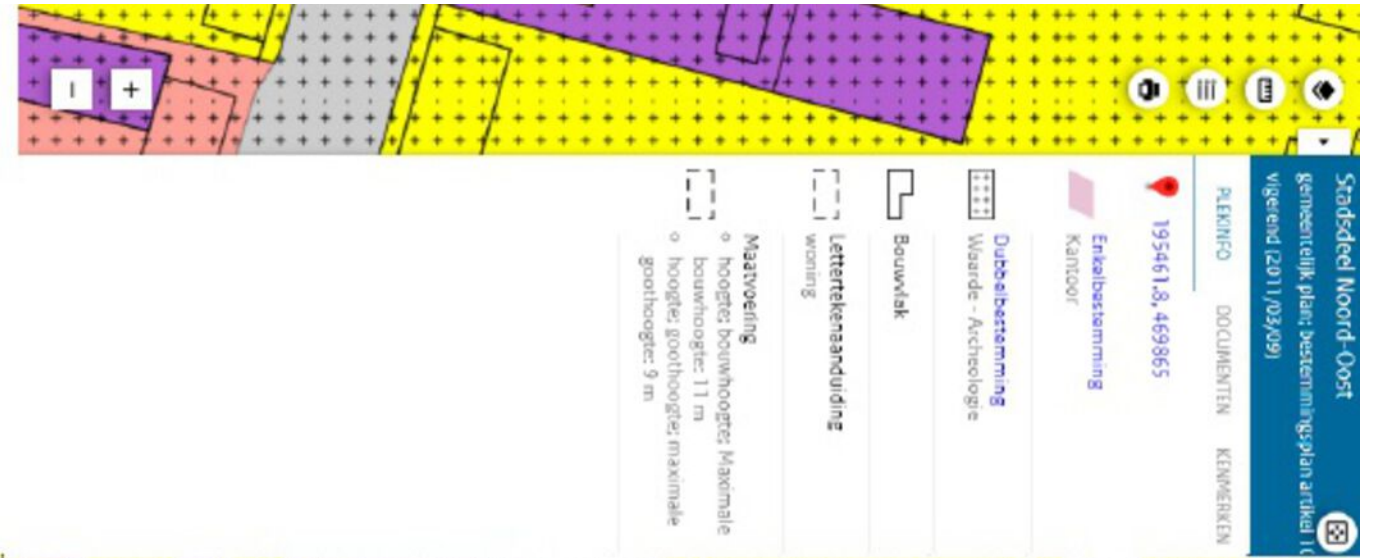 Stadsdeel Noord-Oost
gemeentelijk plan; bestemmingsplan artikel
vigerend (2011/03/09)
PLEKINFO DOCUMENTEN KENMERKEN
195461.8, 469865
Enkelbestemming
Kantoor
Dubbelbestemming
Waarde - Archeologie
Bouwvlak
Lettertekenaanduiding
woning
Maatvoering
hoogte: bouwhoogte: Maximale
bouwhoogte: 11 m
hoogte: goothoogte: maximale
goothoogte: 9 m